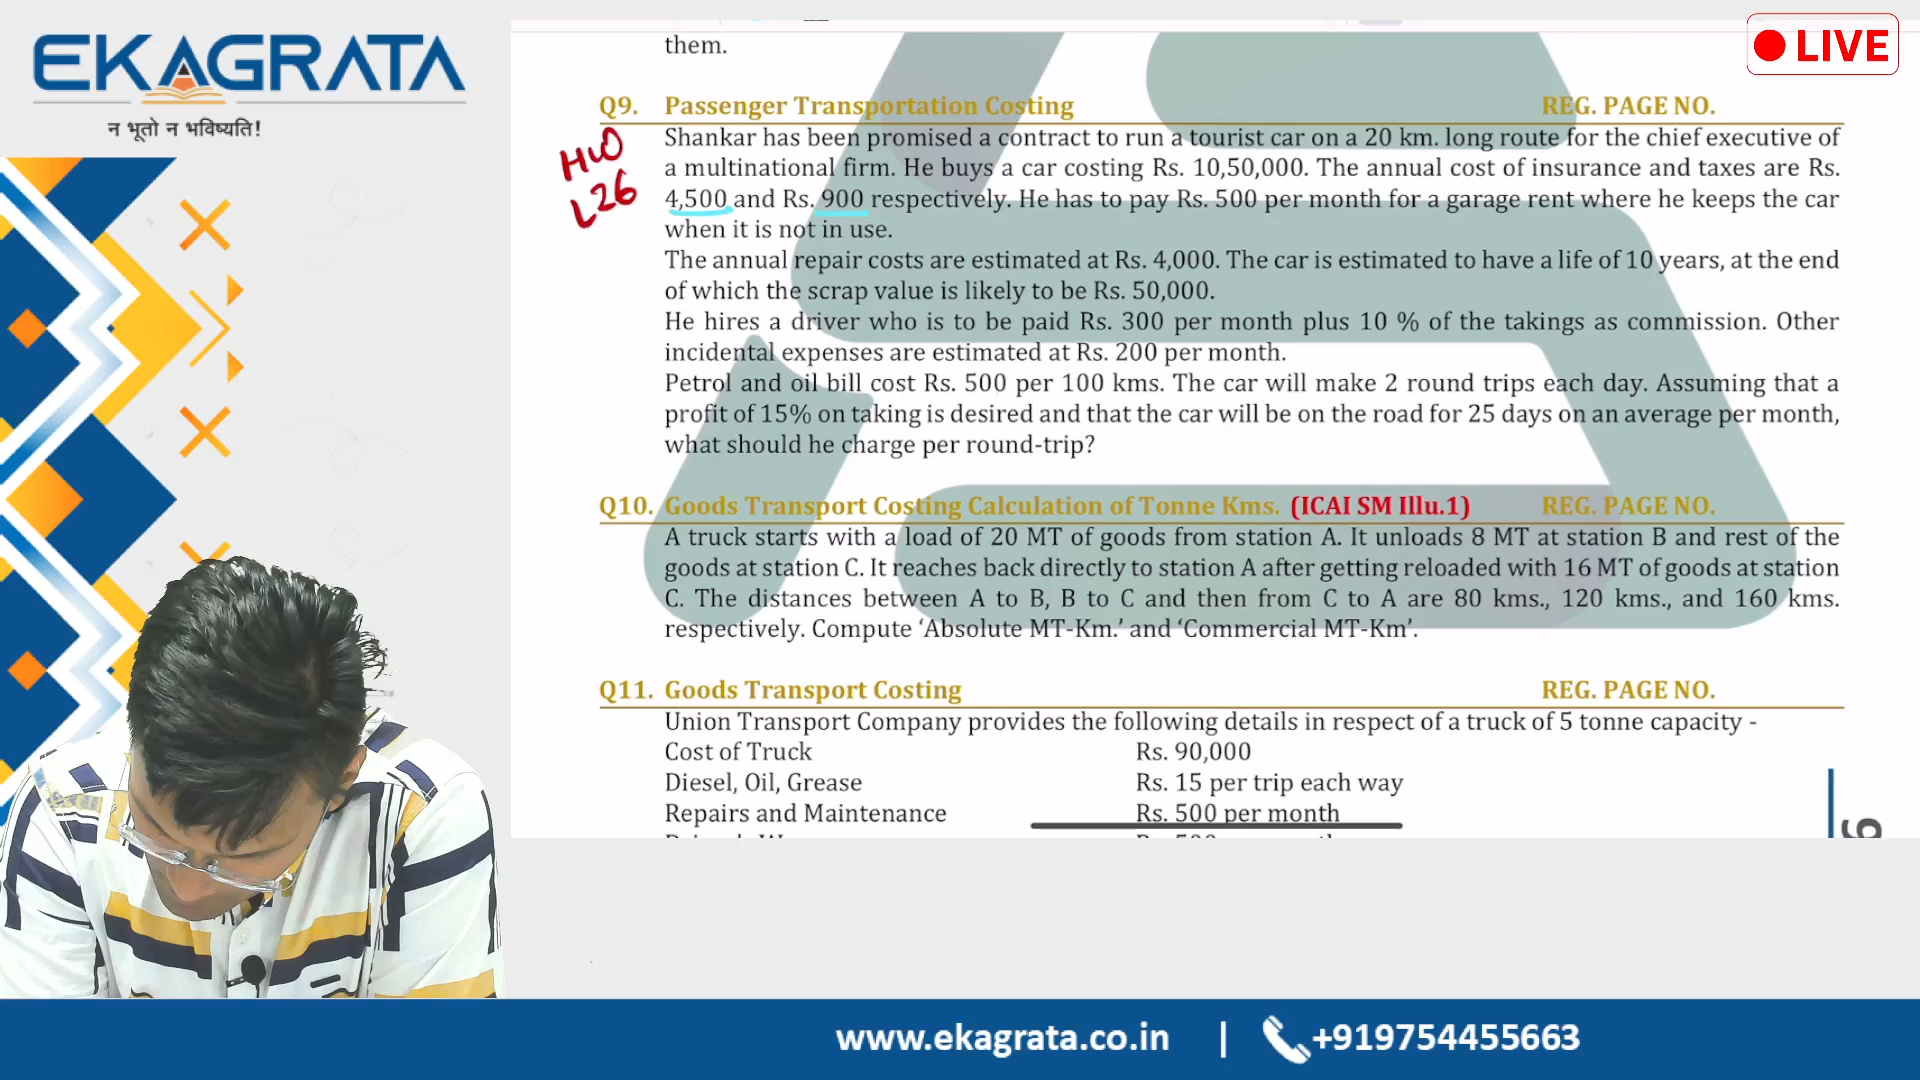 EKAGRATA
न भूतो न भविष्यति!
LIVE
them.
Q9. Passenger Transportation Costing REG. PAGE NO.
HW
L26
Shankar has been promised a contract to run a tourist car on a 20 km. long route for the chief executive of
a multinational firm. He buys a car costing Rs. 10,50,000. The annual cost of insurance and taxes are Rs.
4,500 and Rs. 900 respectively. He has to pay Rs. 500 per month for a garage rent where he keeps the car
when it is not in use.
The annual repair costs are estimated at Rs. 4,000. The car is estimated to have a life of 10 years, at the end
of which the scrap value is likely to be Rs. 50,000.
He hires a driver who is to be paid Rs. 300 per month plus 10 % of the takings as commission. Other
incidental expenses are estimated at Rs. 200 per month.
Petrol and oil bill cost Rs. 500 per 100 kms. The car will make 2 round trips each day. Assuming that a
profit of 15% on taking is desired and that the car will be on the road for 25 days on an average per month,
what should he charge per round-trip?
Q10. Goods Transport Costing Calculation of Tonne Kms. (ICAI SM Illu.1) REG. PAGE NO.
A truck starts with a load of 20 MT of goods from station A. It unloads 8 MT at station B and rest of the
goods at station C. It reaches back directly to station A after getting reloaded with 16 MT of goods at station
C. The distances between A to B, B to C and then from C to A are 80 kms., 120 kms., and 160 kms.
respectively. Compute ‘Absolute MT-Km.’ and ‘Commercial MT-Km’.
Q11. Goods Transport Costing REG. PAGE NO.
Union Transport Company provides the following details in respect of a truck of 5 tonne capacity -
Cost of Truck Rs. 90,000
Diesel, Oil, Grease Rs. 15 per trip each way
Repairs and Maintenance Rs. 500 per month
www.ekagrata.co.in | +919754455663